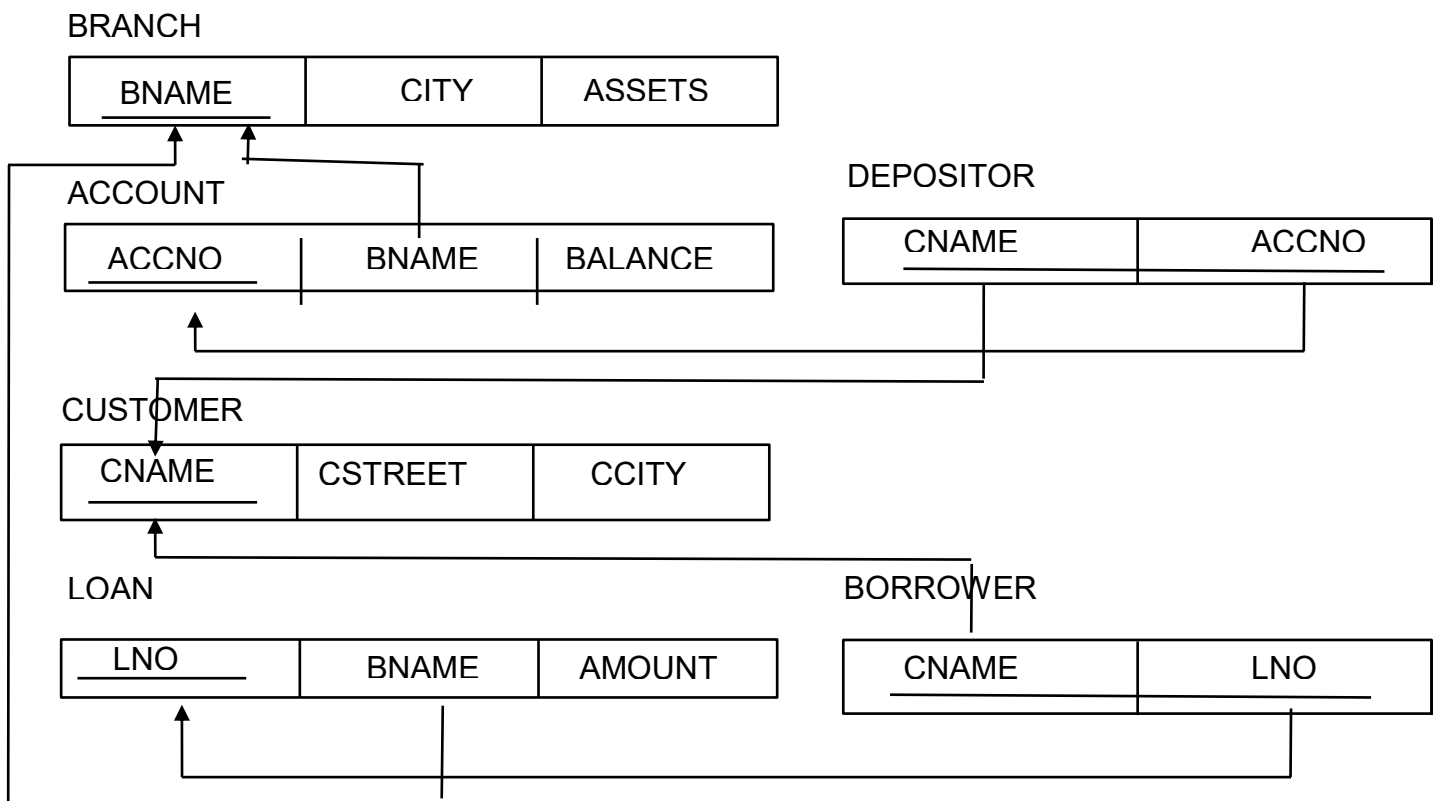 BRANCH
BNAME CITY ASSETS
ACCOUNT
ACCNO BNAME BALANCE
DEPOSITOR
CNAME ACCNO
CUSTOMER
CNAME CSTREET CCITY
LOAN
LNO BNAME AMOUNT
BORROWER
CNAME LNO